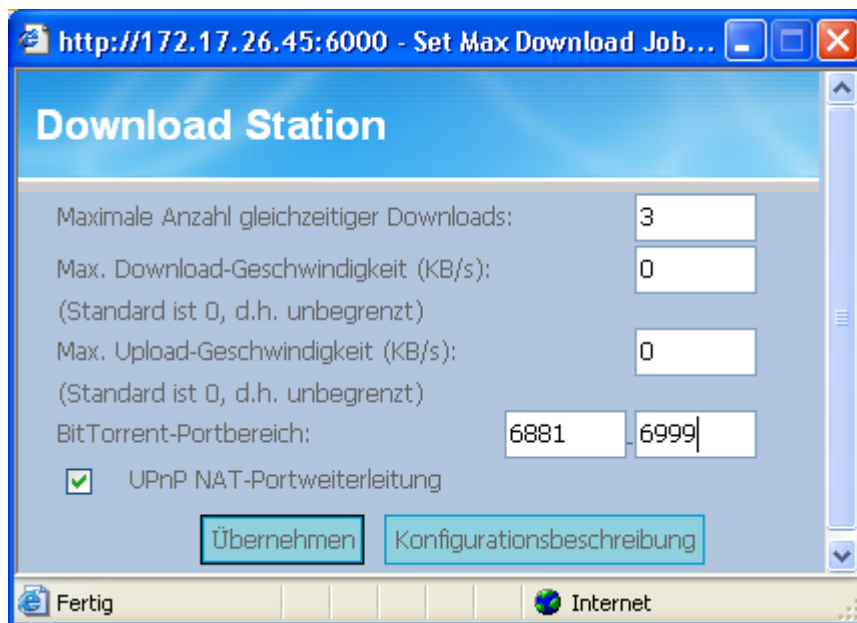 http://172.17.26.45:6000 - Set Max Download Job...
Download Station
Maximale Anzahl gleichzeitiger Downloads: 3
Max. Download-Geschwindigkeit (KB/s): 0
(Standard ist 0, d.h. unbegrenzt)
Max. Upload-Geschwindigkeit (KB/s): 0
(Standard ist 0, d.h. unbegrenzt)
BitTorrent-Portbereich: 6881 - 6999
UPnP NAT-Portweiterleitung
Übernehmen Konfigurationsbeschreibung
Fertig Internet